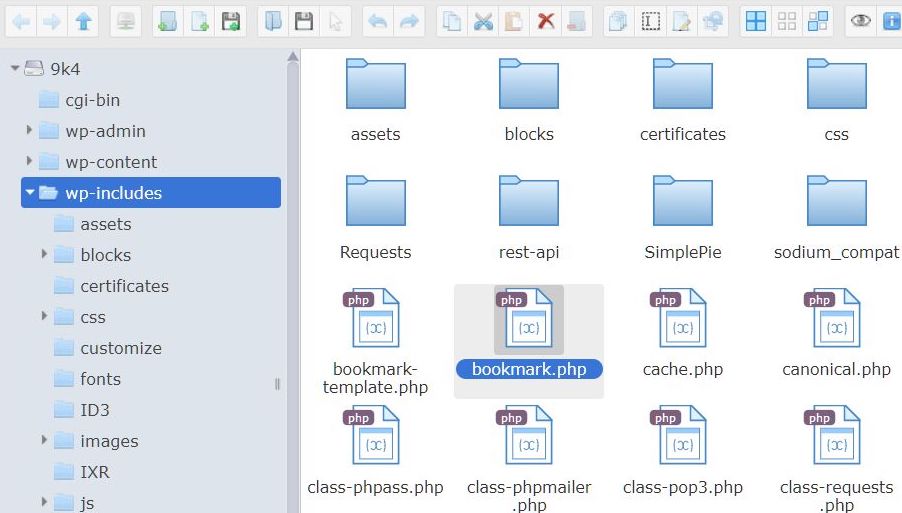 9k4
cgi-bin
wp-admin
wp-content
wp-includes
assets
blocks
certificates
css
customize
fonts
ID3
images
IXR
js
assets
blocks
certificates
css
Requests
rest-api
SimplePie
sodium_compat
php
php
php
php
bookmark-
template.php
bookmark.php
cache.php
canonical.php
php
php
php
php
class-phpass.php
class-phpmailer
.php
class-pop3.php
class-requests
.php